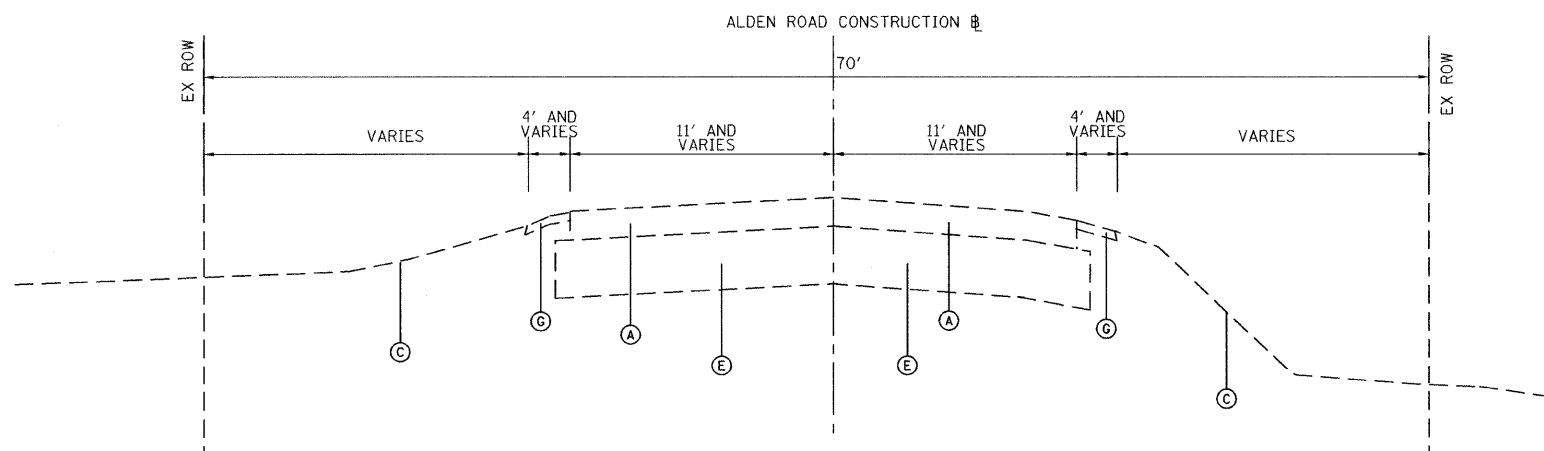 ALDEN ROAD CONSTRUCTION ℄
EX ROW
70'
EX ROW
VARIES
4' AND
VARIES
11' AND
VARIES
11' AND
VARIES
4' AND
VARIES
VARIES
C
G
A
E
E
A
G
C